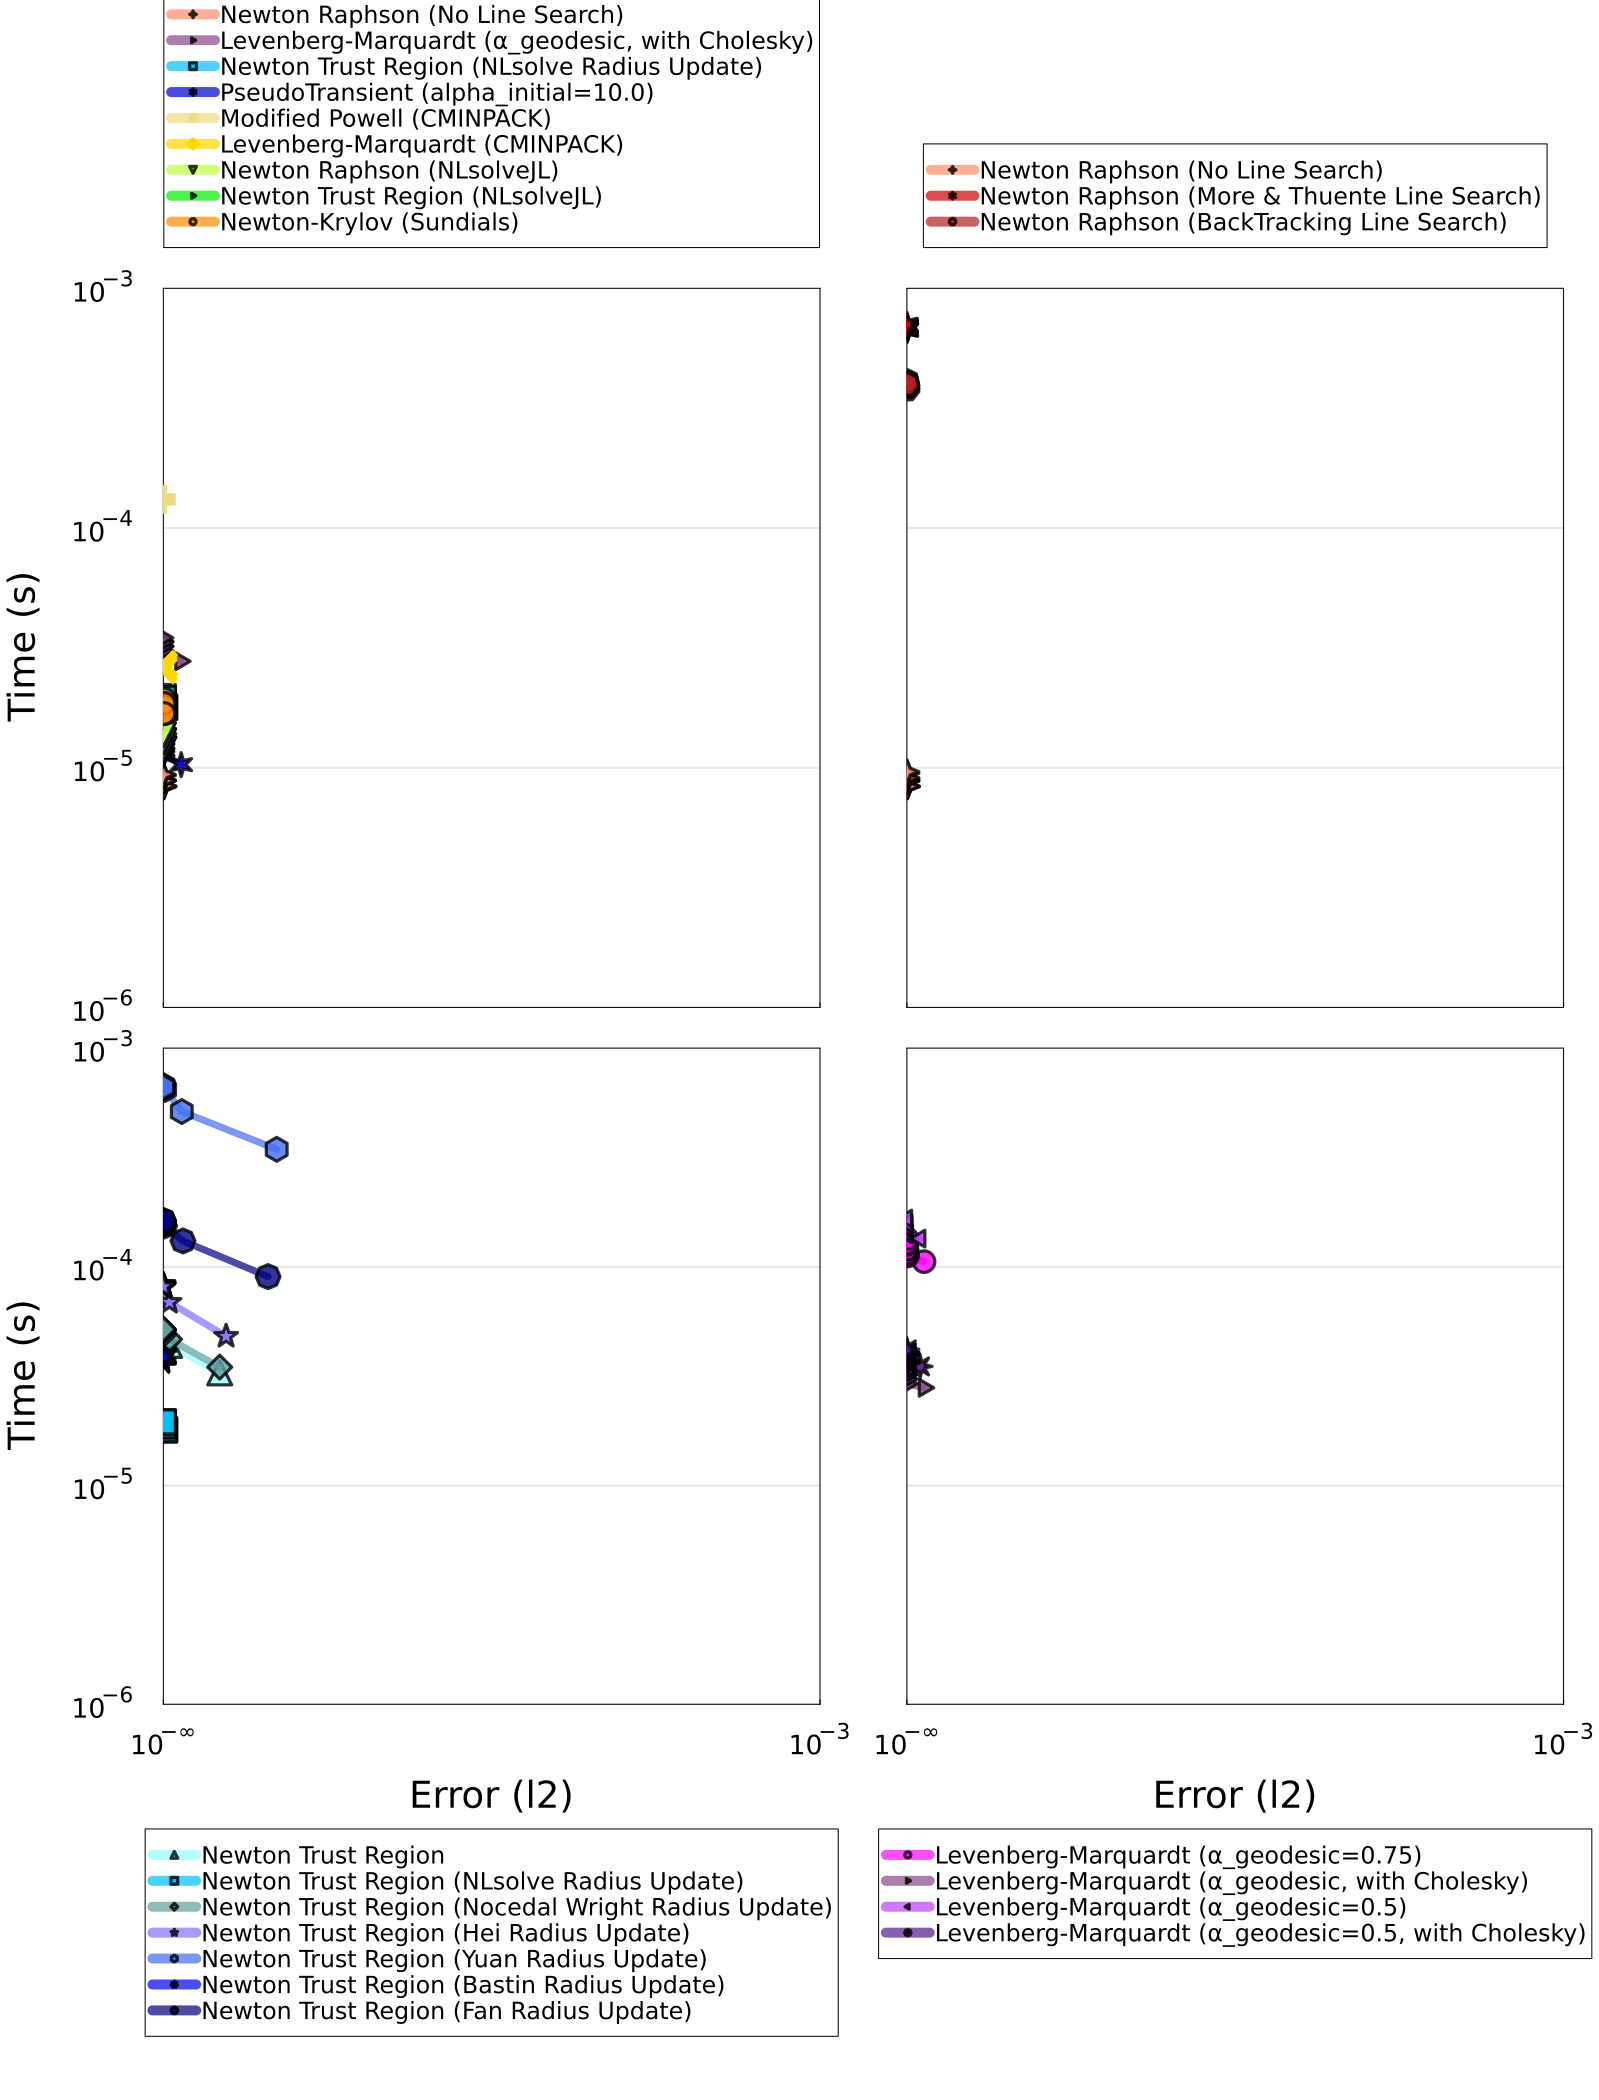 Newton Raphson (No Line Search)
Levenberg-Marquardt (α_geodesic, with Cholesky)
Newton Trust Region (NLsolve Radius Update)
PseudoTransient (alpha_initial=10.0)
Modified Powell (CMINPACK)
Levenberg-Marquardt (CMINPACK)
Newton Raphson (NLsolveJL)
Newton Trust Region (NLsolveJL)
Newton-Krylov (Sundials)
Newton Raphson (No Line Search)
Newton Raphson (More & Thuente Line Search)
Newton Raphson (BackTracking Line Search)
10⁻³
10⁻⁴
10⁻⁵
10⁻⁶
Time (s)
10⁻³
10⁻⁴
10⁻⁵
10⁻⁶
Time (s)
10^−∞
10⁻³
10^−∞
10⁻³
Error (l2)
Error (l2)
Newton Trust Region
Newton Trust Region (NLsolve Radius Update)
Newton Trust Region (Nocedal Wright Radius Update)
Newton Trust Region (Hei Radius Update)
Newton Trust Region (Yuan Radius Update)
Newton Trust Region (Bastin Radius Update)
Newton Trust Region (Fan Radius Update)
Levenberg-Marquardt (α_geodesic=0.75)
Levenberg-Marquardt (α_geodesic, with Cholesky)
Levenberg-Marquardt (α_geodesic=0.5)
Levenberg-Marquardt (α_geodesic=0.5, with Cholesky)